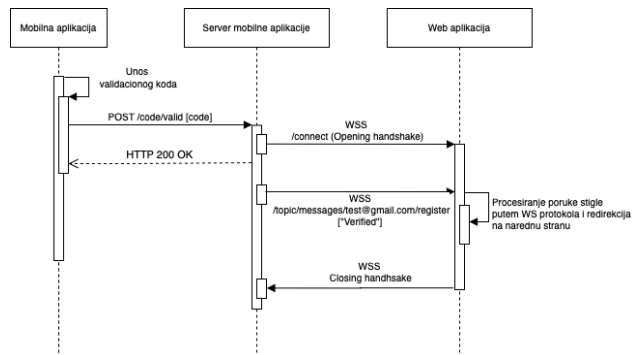 Mobilna aplikacija
Server mobilne aplikacije
Web aplikacija
Unos
validacionog koda
POST /code/valid [code]
WSS
/connect (Opening handshake)
HTTP 200 OK
WSS
/topic/messages/test@gmail.com/register
["Verified"]
Procesiranje poruke stigle
putem WS protokola i redirekcija
na narednu stranu
WSS
Closing handhsake